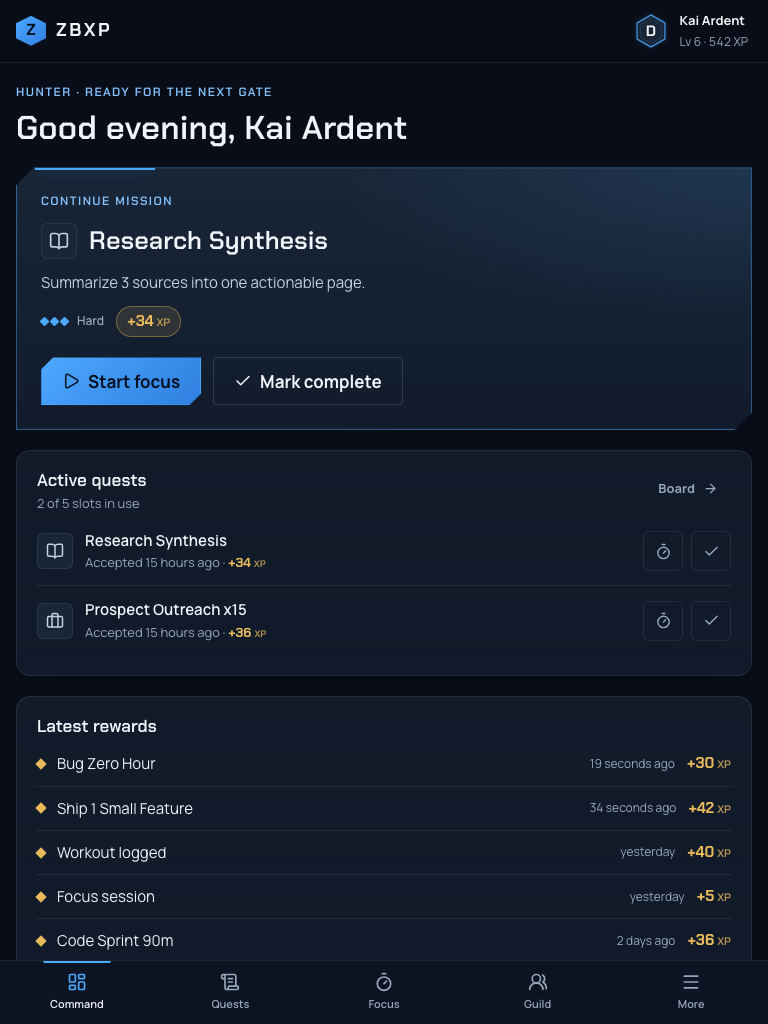 Z ZBXP
D Kai Ardent
Lv 6 · 542 XP
HUNTER · READY FOR THE NEXT GATE
Good evening, Kai Ardent
CONTINUE MISSION
Research Synthesis
Summarize 3 sources into one actionable page.
Hard +34 XP
Start focus Mark complete
Active quests
2 of 5 slots in use
Board
Research Synthesis
Accepted 15 hours ago · +34 XP
Prospect Outreach x15
Accepted 15 hours ago · +36 XP
Latest rewards
Bug Zero Hour 19 seconds ago +30 XP
Ship 1 Small Feature 34 seconds ago +42 XP
Workout logged yesterday +40 XP
Focus session yesterday +5 XP
Code Sprint 90m 2 days ago +36 XP
Command Quests Focus Guild More